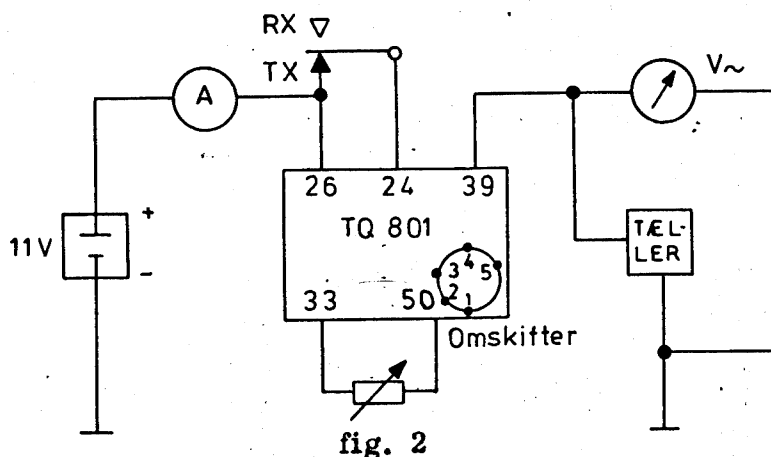 RX
TX
A
V~
26 24 39
TQ 801
+
11V
-
TÆL-
LER
3 4 5
2 1
33 50
Omskifter
fig. 2